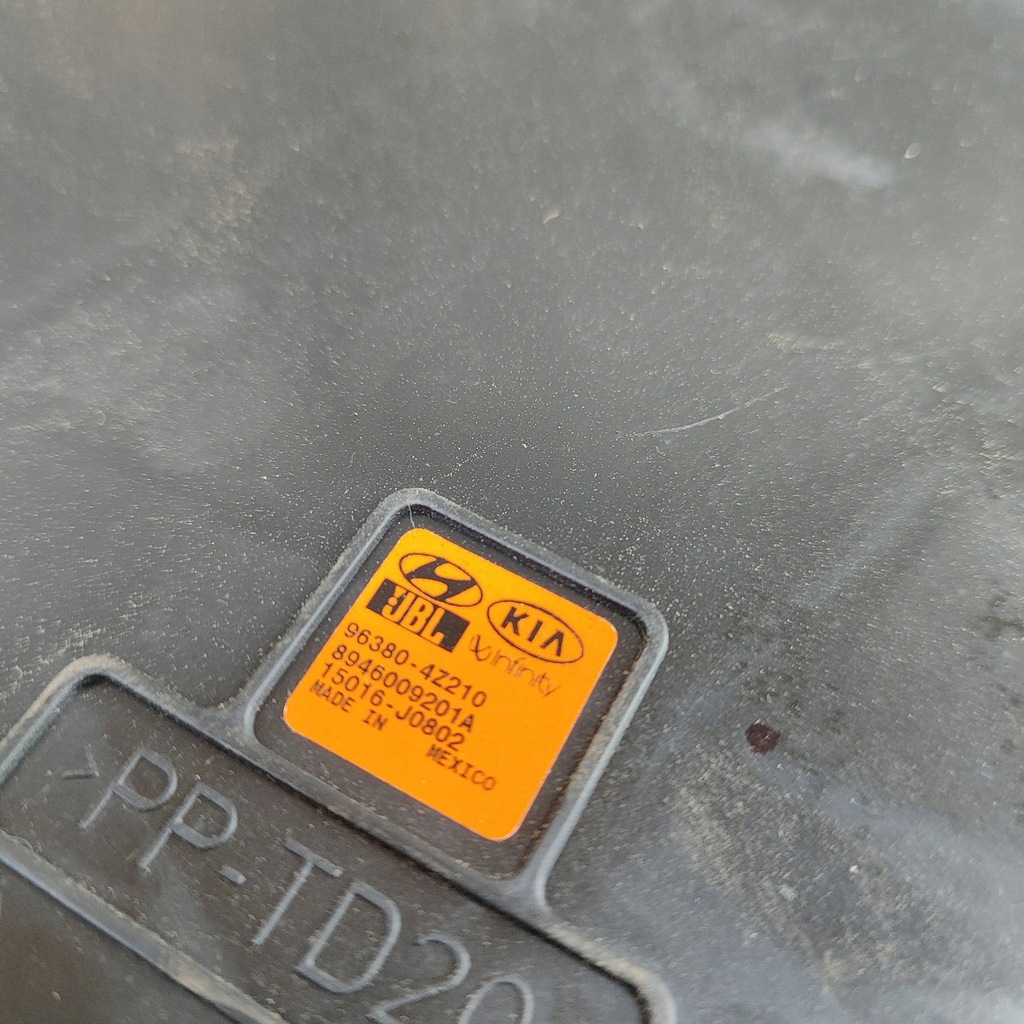 KIA
JBL
Infinity
96380-4Z210
8946009201A
15016-J0802
MADE IN
MEXICO
>PP-TD20